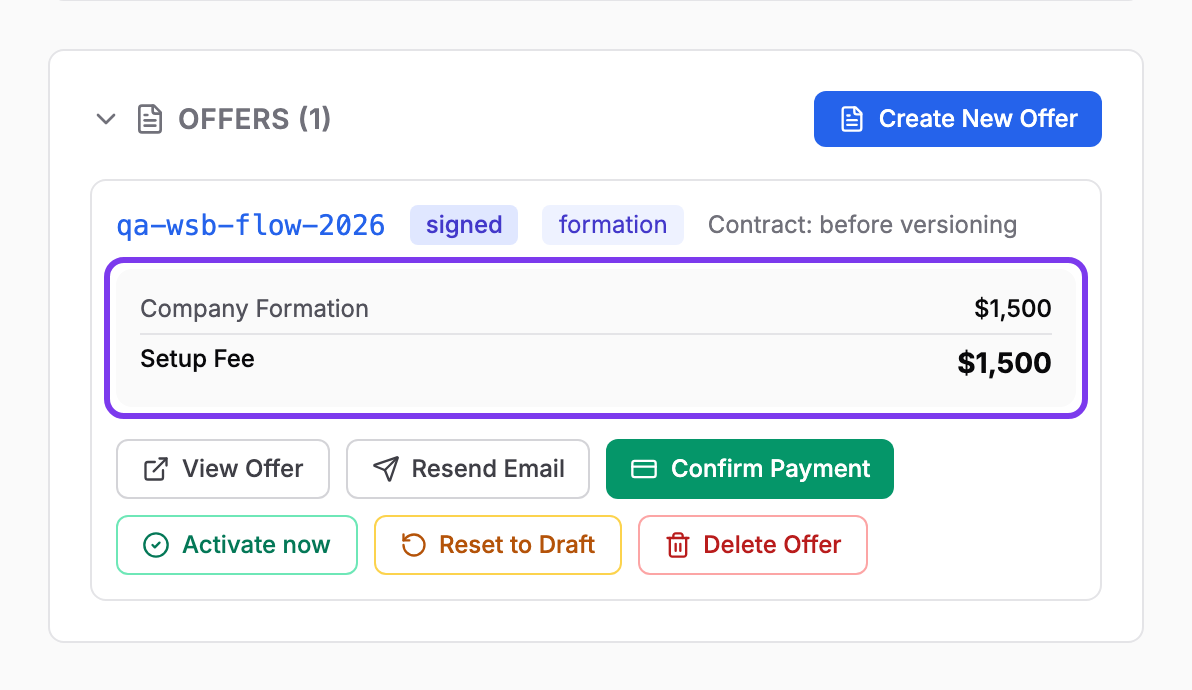 OFFERS (1)
Create New Offer
qa-wsb-flow-2026 signed formation Contract: before versioning
Company Formation $1,500
Setup Fee $1,500
View Offer Resend Email Confirm Payment
Activate now Reset to Draft Delete Offer